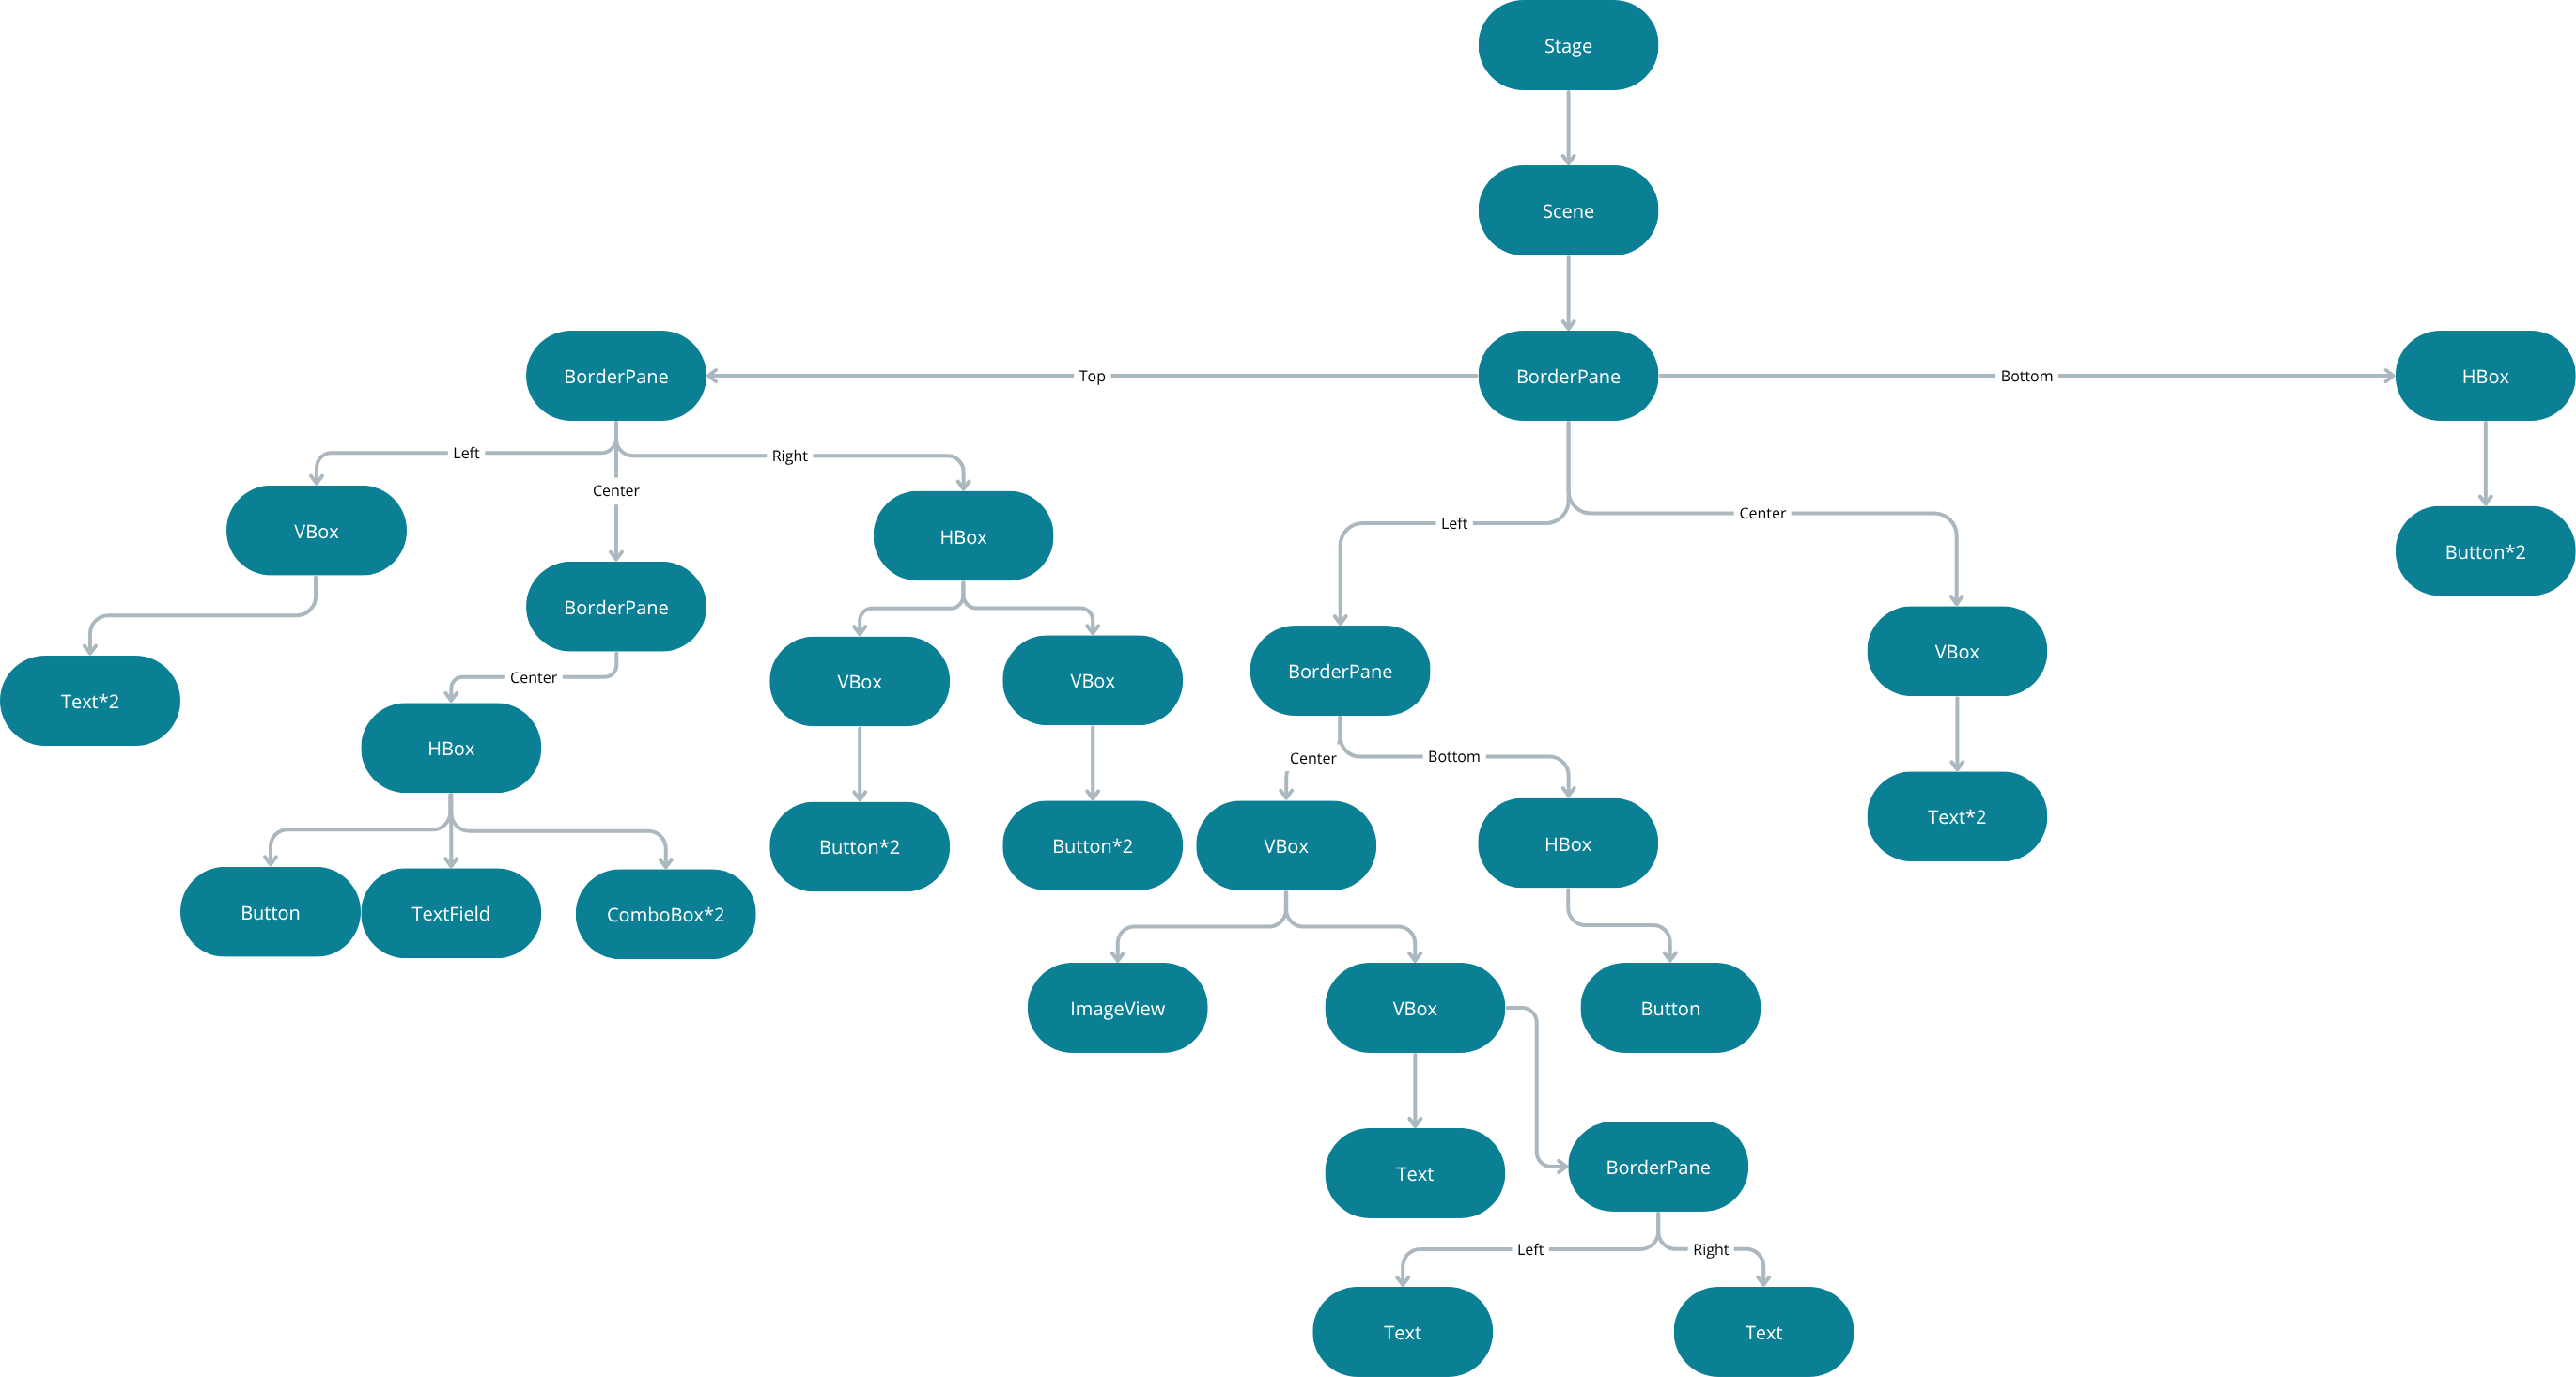 Stage
Scene
BorderPane
Top
BorderPane
Bottom
HBox
Left
Right
Center
VBox
HBox
Left
Center
Button*2
BorderPane
BorderPane
VBox
Center
VBox
VBox
Text*2
HBox
Center
Bottom
Button*2
Button*2
VBox
HBox
Text*2
Button
TextField
ComboBox*2
ImageView
VBox
Button
Text
BorderPane
Left
Right
Text
Text